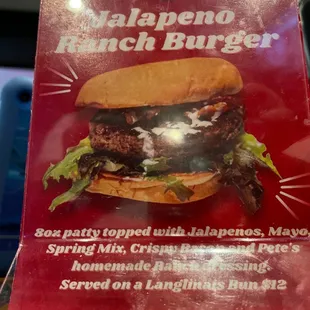 Jalapeno
Ranch Burger
8oz patty topped with Jalapenos, Mayo,
Spring Mix, Crispy Bacon and Pete's
homemade Ranch dressing.
Served on a Langlinais Bun $12